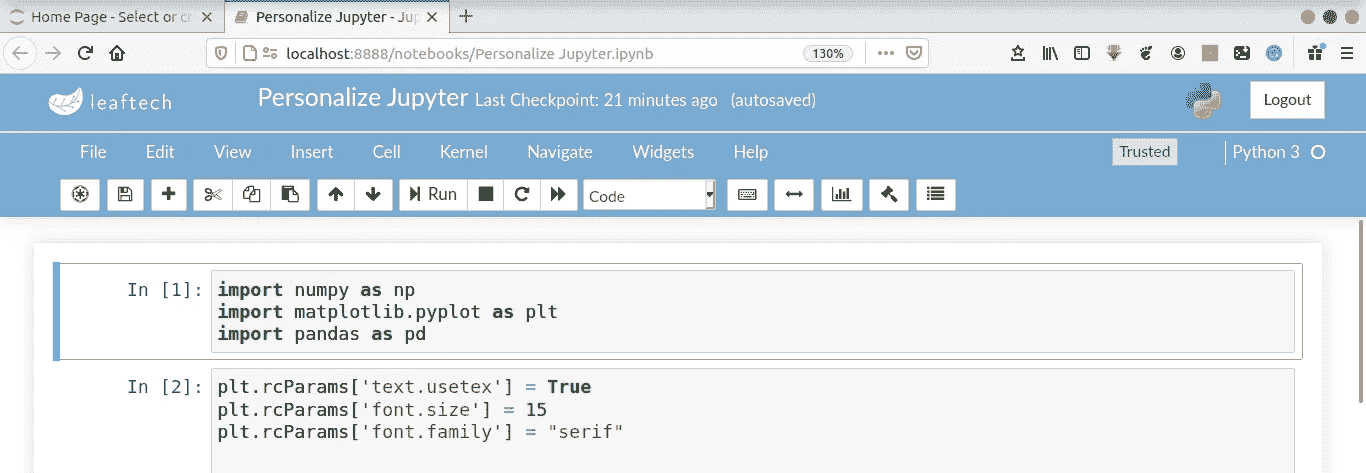 Home Page - Select or cr
Personalize Jupyter - Jup
localhost:8888/notebooks/Personalize Jupyter.ipynb
130%
leaftech
Personalize Jupyter Last Checkpoint: 21 minutes ago (autosaved)
Logout
File Edit View Insert Cell Kernel Navigate Widgets Help
Trusted
Python 3
Run
Code
In [1]:
import numpy as np
import matplotlib.pyplot as plt
import pandas as pd
In [2]:
plt.rcParams['text.usetex'] = True
plt.rcParams['font.size'] = 15
plt.rcParams['font.family'] = "serif"